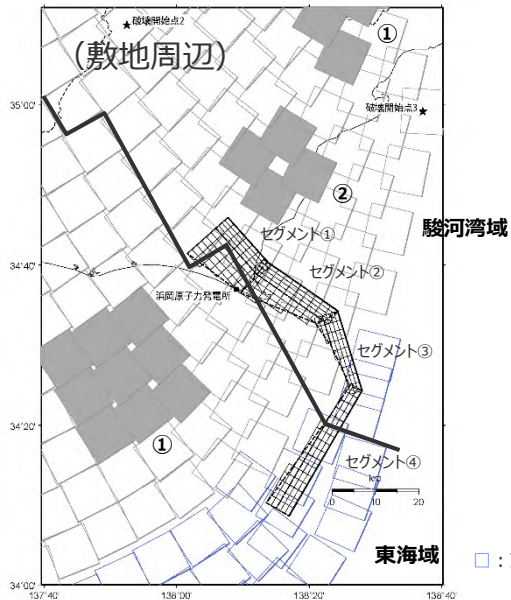 破壊開始点2
①
(敷地周辺)
35°00'
破壊開始点3
②
セグメント①
駿河湾域
34°40'
セグメント②
浜岡原子力発電所
セグメント③
34°20'
①
セグメント④
km
0 10 20
東海域
□:
34°00'
137°40' 138°00' 138°20' 138°40'